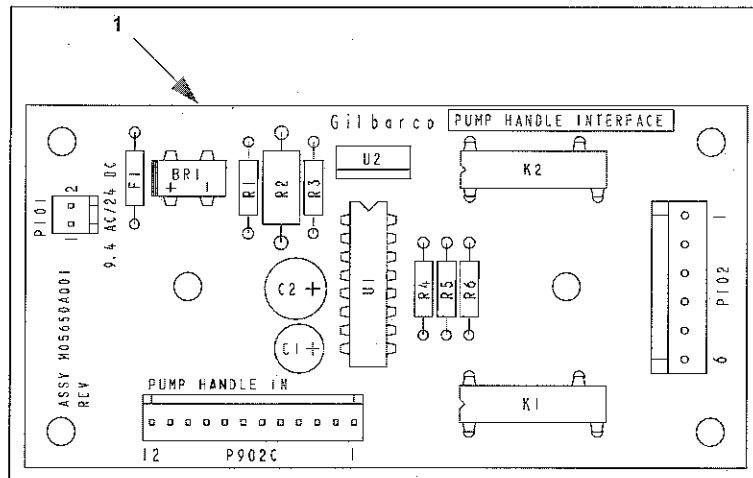 1
Gilbarco PUMP HANDLE INTERFACE
U2
K2
F1
BR1
+ -
R1
R2
R3
P101
2
1
9.4 AC/24 DC
U1
C2 +
C1 +
R4
R5
R6
1
P102
6
ASSY M05650A001
REV
PUMP HANDLE IN
K1
12 P902C 1